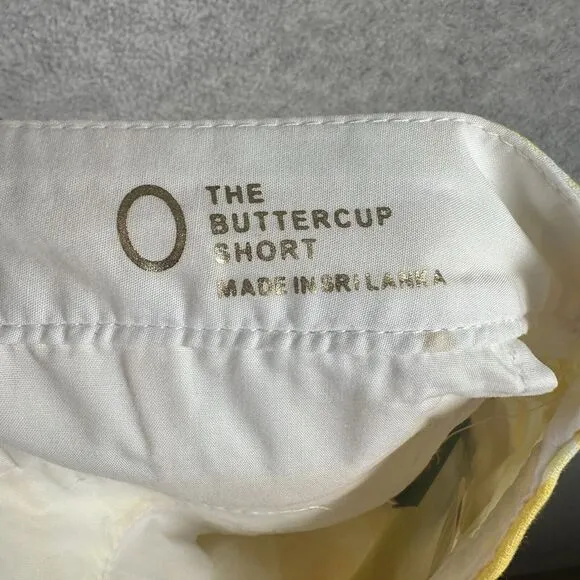 0 THE
BUTTERCUP
SHORT
MADE IN SRI LANKA